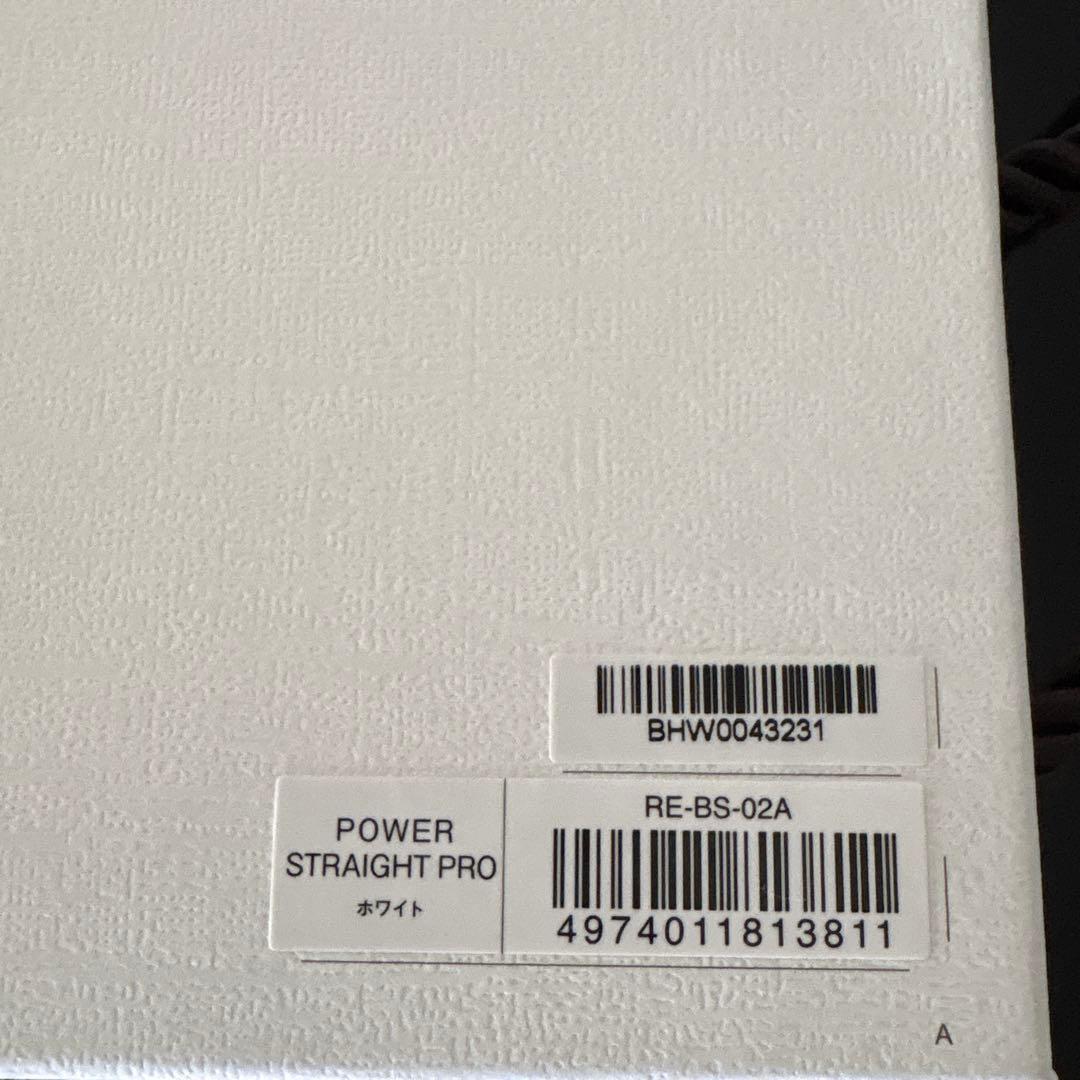 BHW0043231
POWER
STRAIGHT PRO
ホワイト
RE-BS-02A
4974011813811
A